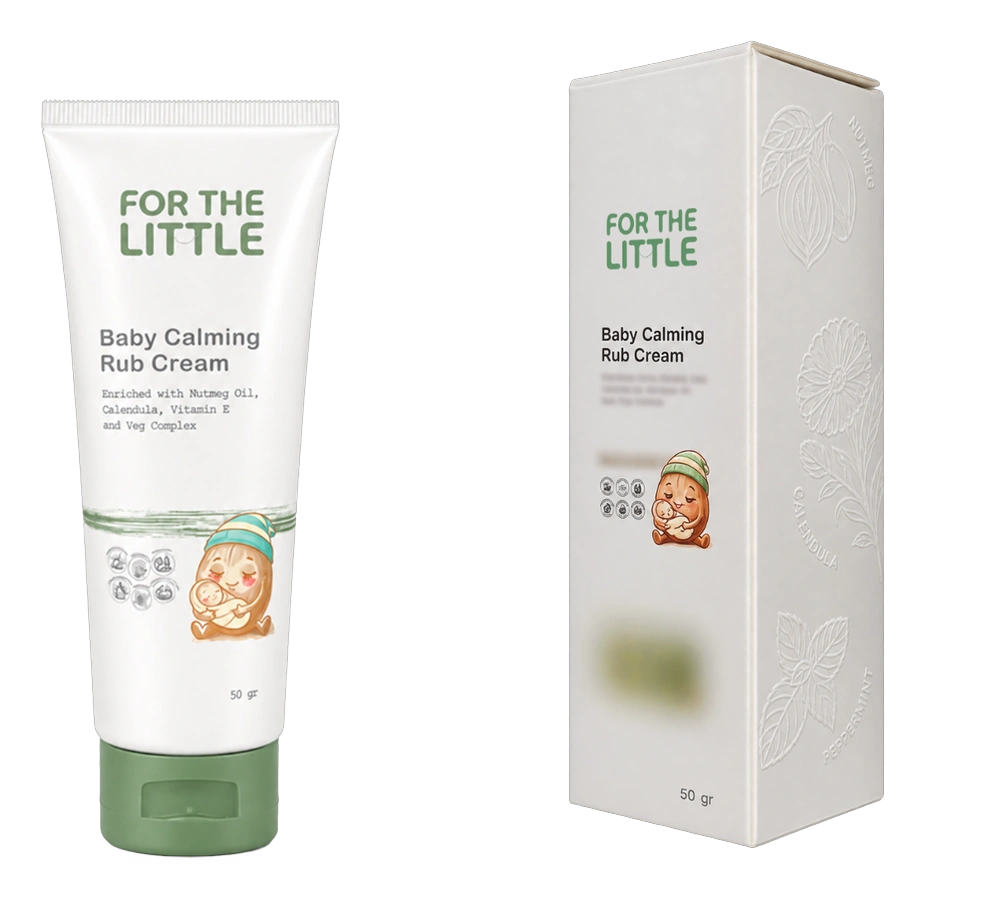 FOR THE
LITTLE
Baby Calming
Rub Cream
Enriched with Nutmeg Oil,
Calendula, Vitamin E
and Veg Complex
50 gr
FOR THE
LITTLE
Baby Calming
Rub Cream
50 gr
NUTMEG
CALENDULA
PEPPERMINT